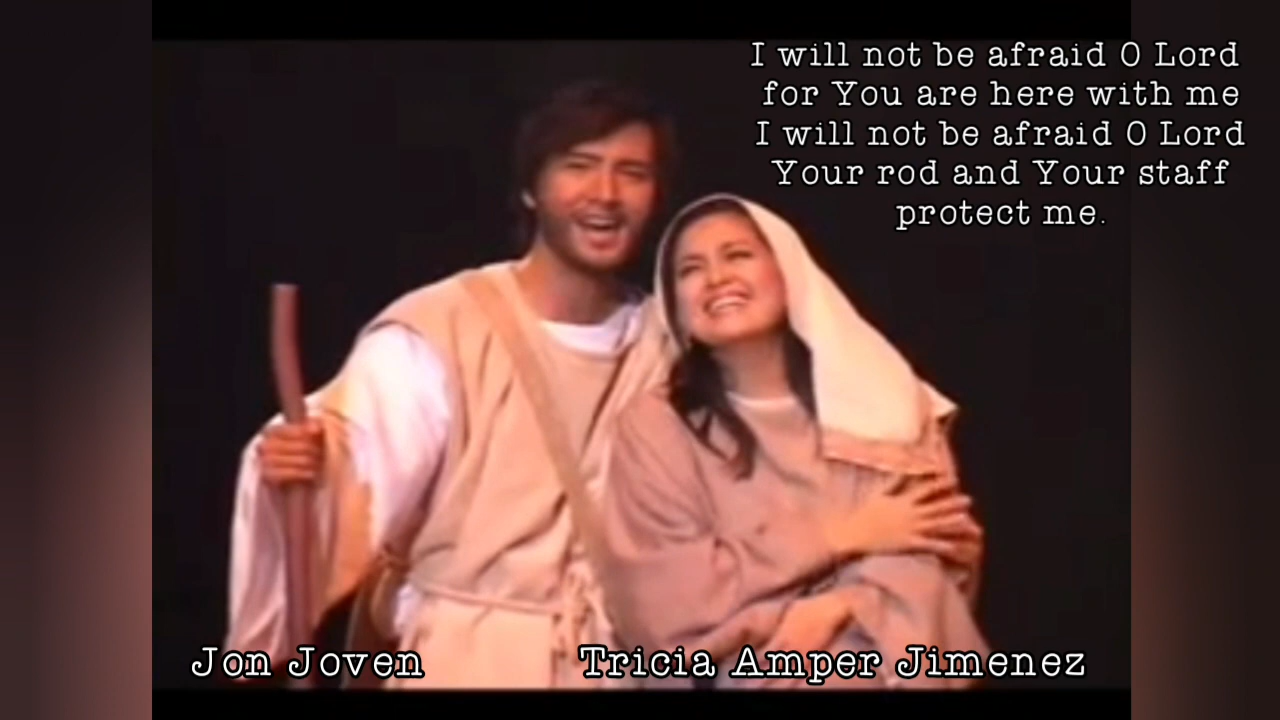 I will not be afraid O Lord
for You are here with me
I will not be afraid O Lord
Your rod and Your staff
protect me.
Jon Joven
Tricia Amper Jimenez